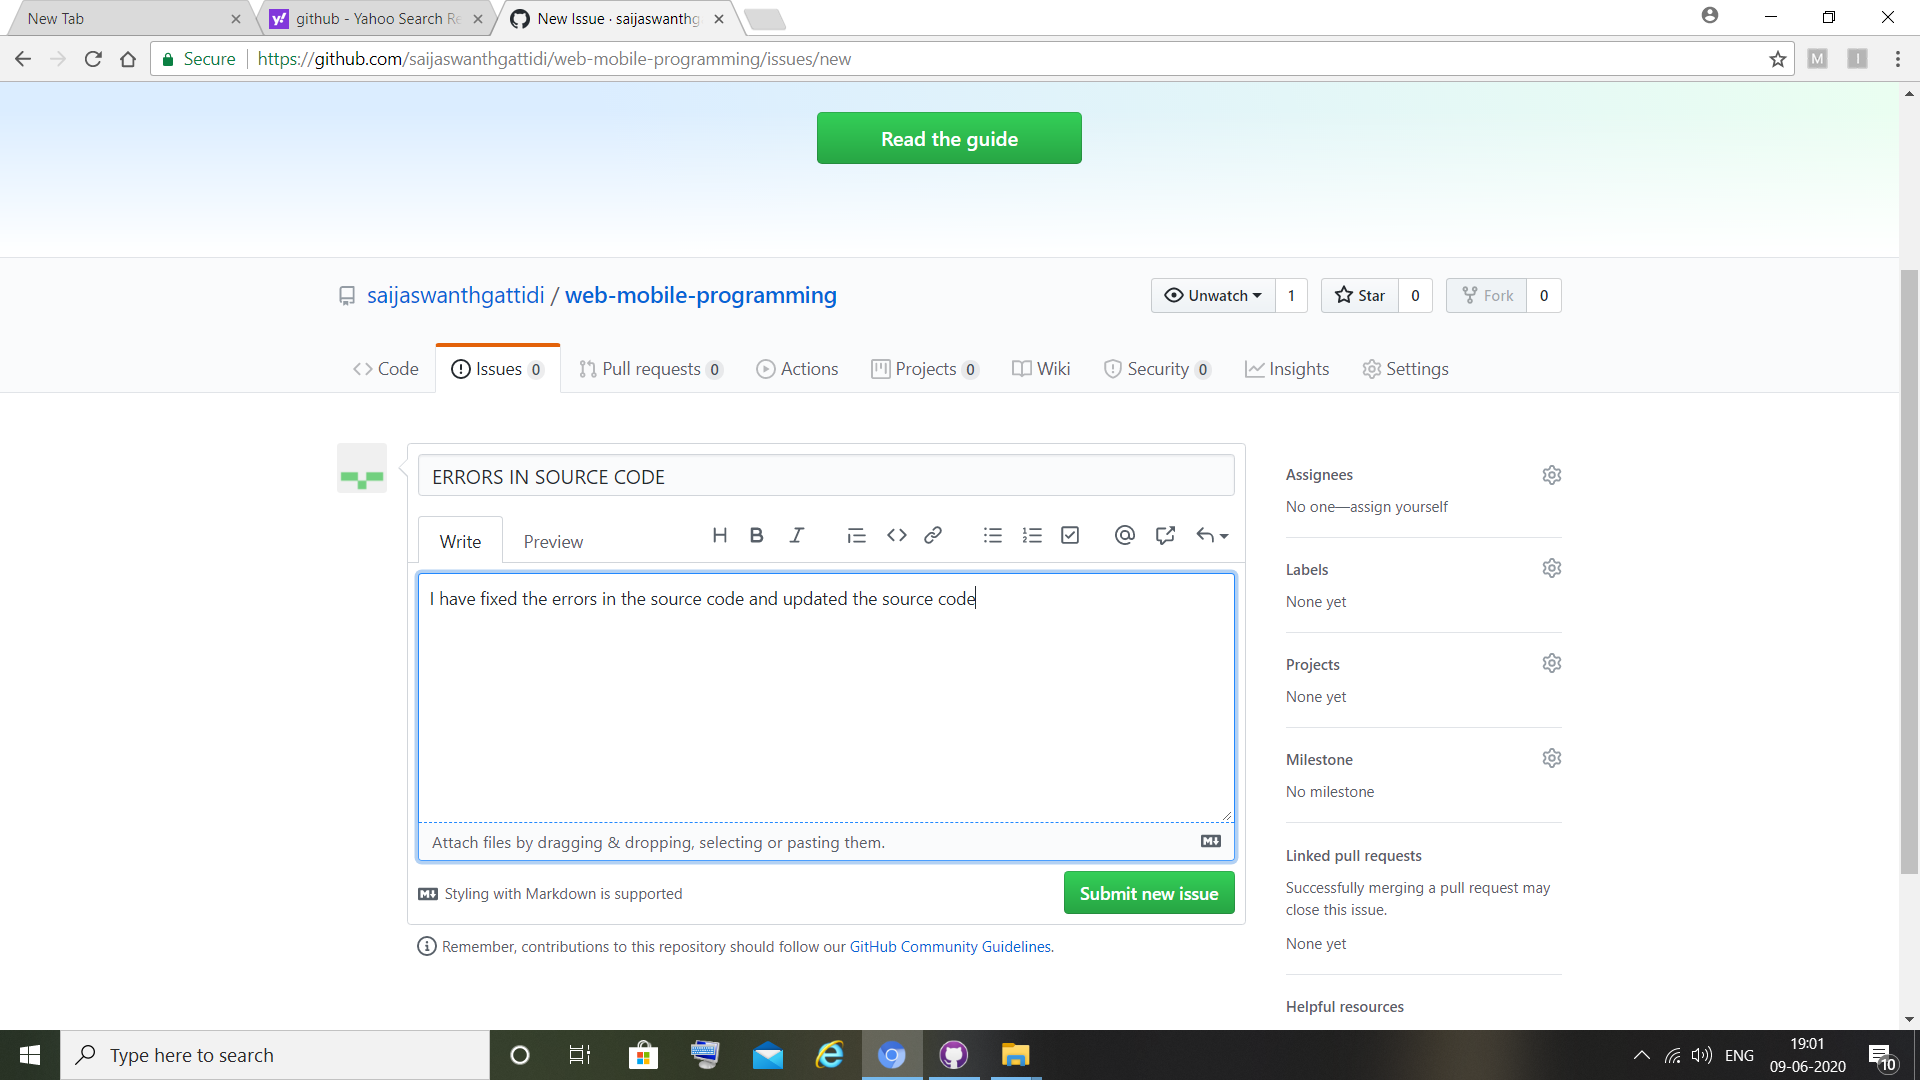 New Tab
github - Yahoo Search Re
New Issue · saijaswanthg
Secure
https://github.com/saijaswanthgattidi/web-mobile-programming/issues/new
M
I
Read the guide
saijaswanthgattidi / web-mobile-programming
Unwatch 1
Star 0
Fork 0
Code
Issues 0
Pull requests 0
Actions
Projects 0
Wiki
Security 0
Insights
Settings
ERRORS IN SOURCE CODE
Write
Preview
I have fixed the errors in the source code and updated the source code
Attach files by dragging & dropping, selecting or pasting them.
Styling with Markdown is supported
Submit new issue
Remember, contributions to this repository should follow our GitHub Community Guidelines.
Assignees
No one—assign yourself
Labels
None yet
Projects
None yet
Milestone
No milestone
Linked pull requests
Successfully merging a pull request may
close this issue.
None yet
Helpful resources
Type here to search
ENG
19:01
09-06-2020
10